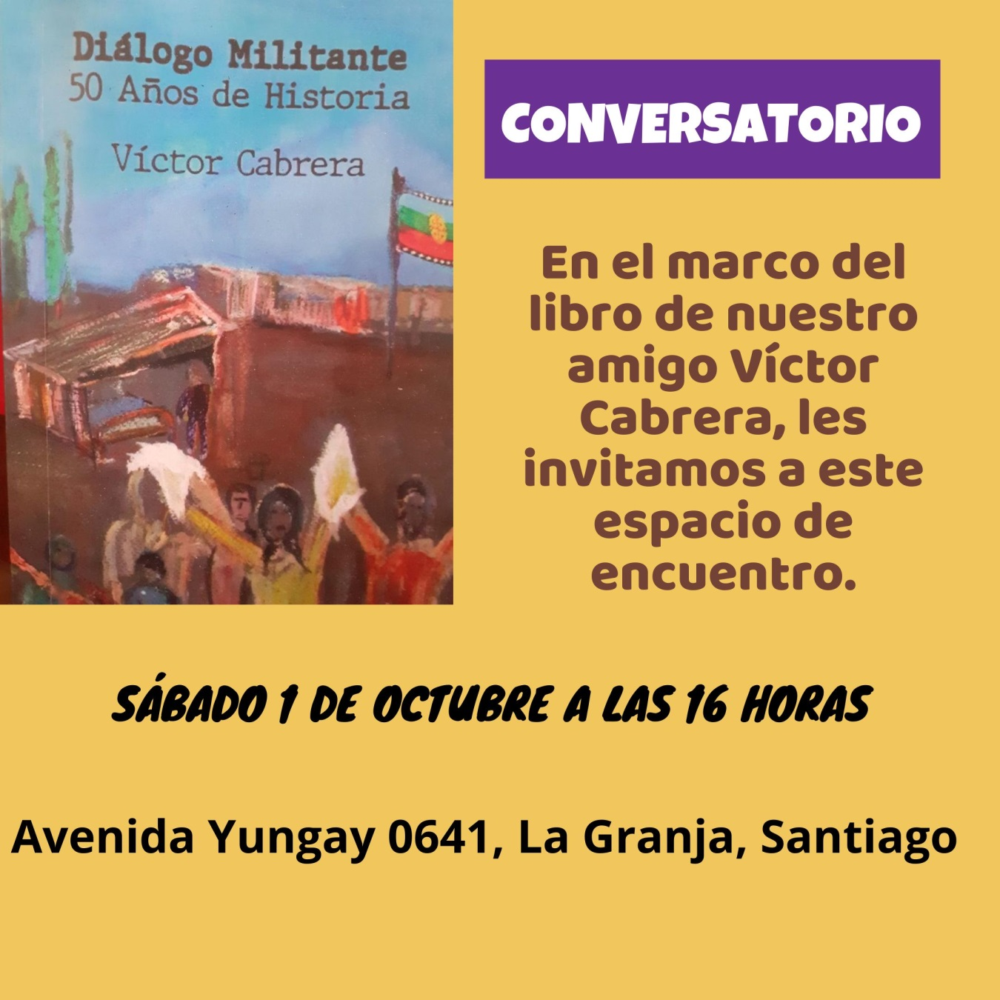 Diálogo Militante
50 Años de Historia
Víctor Cabrera
CONVERSATORIO
En el marco del
libro de nuestro
amigo Víctor
Cabrera, les
invitamos a este
espacio de
encuentro.
SÁBADO 1 DE OCTUBRE A LAS 16 HORAS
Avenida Yungay 0641, La Granja, Santiago